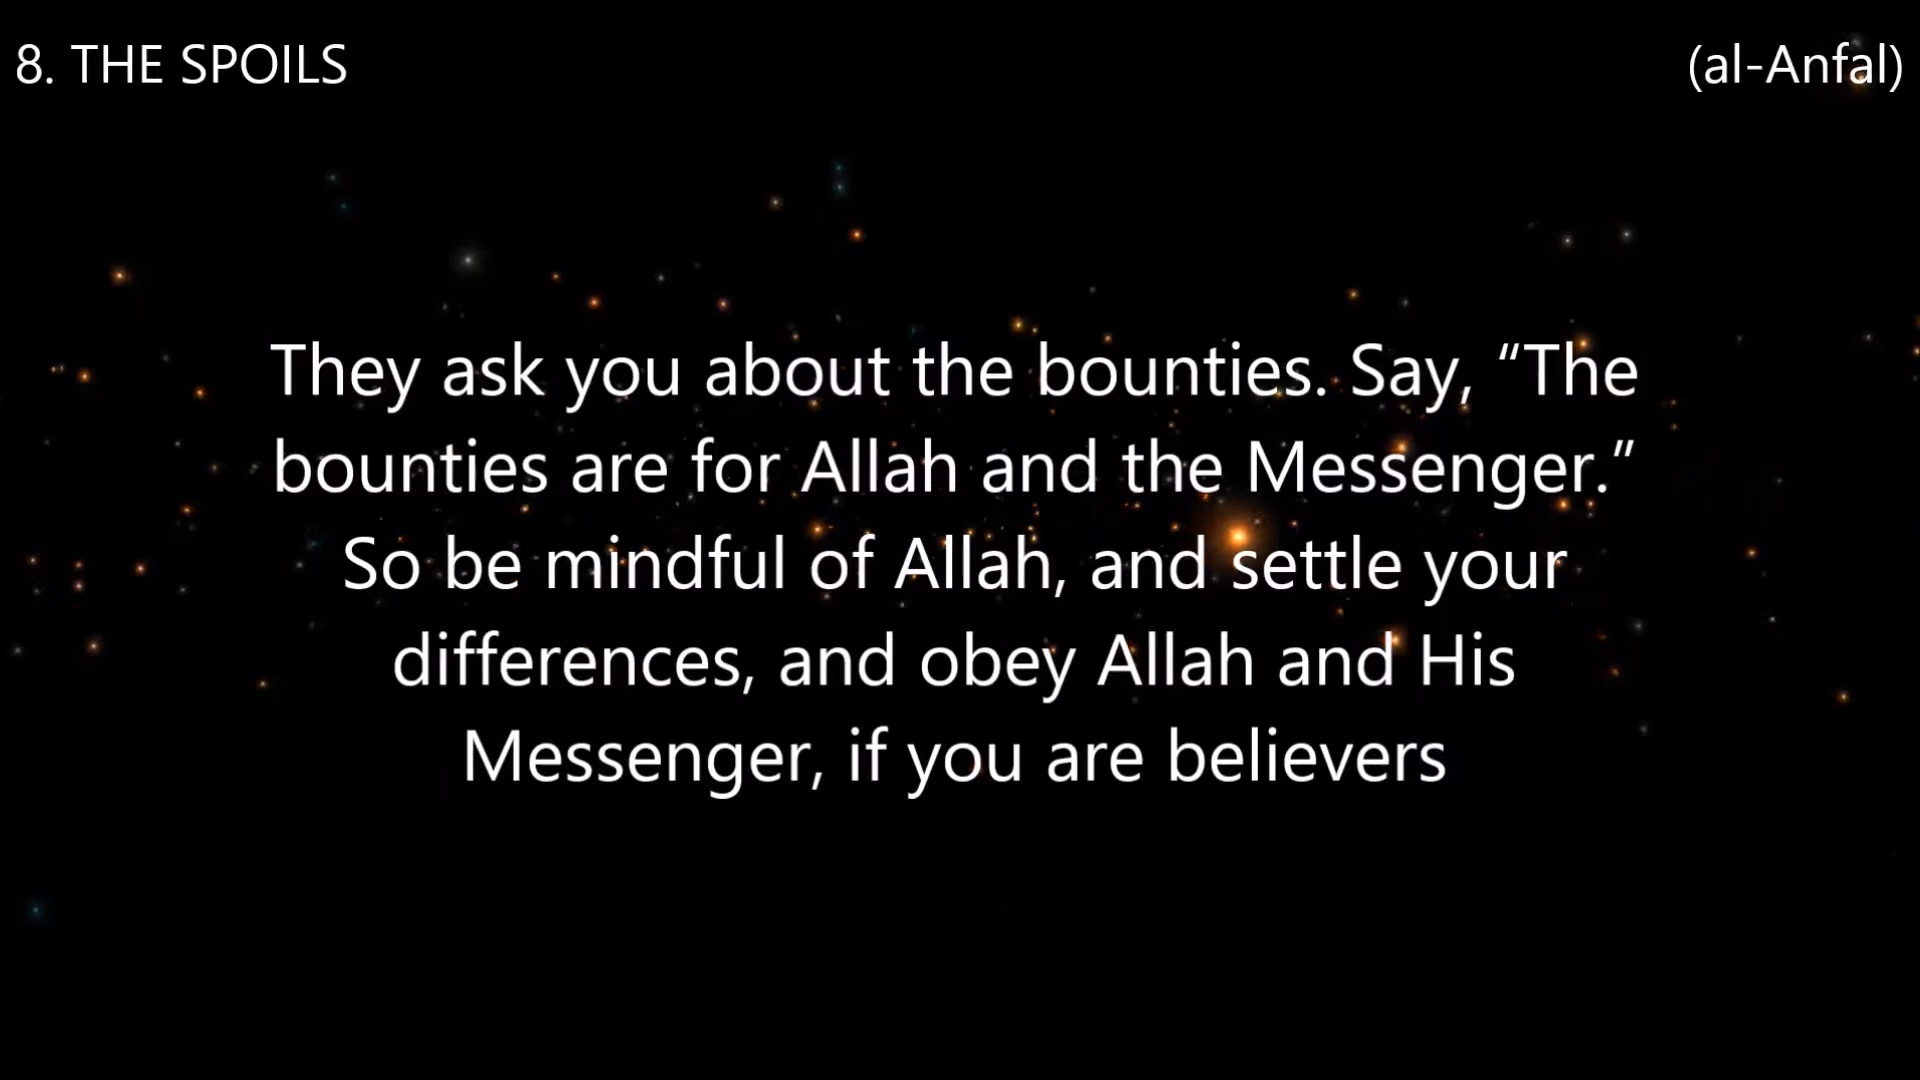 8. THE SPOILS
(al-Anfal)
They ask you about the bounties. Say, “The
bounties are for Allah and the Messenger.”
So be mindful of Allah, and settle your
differences, and obey Allah and His
Messenger, if you are believers